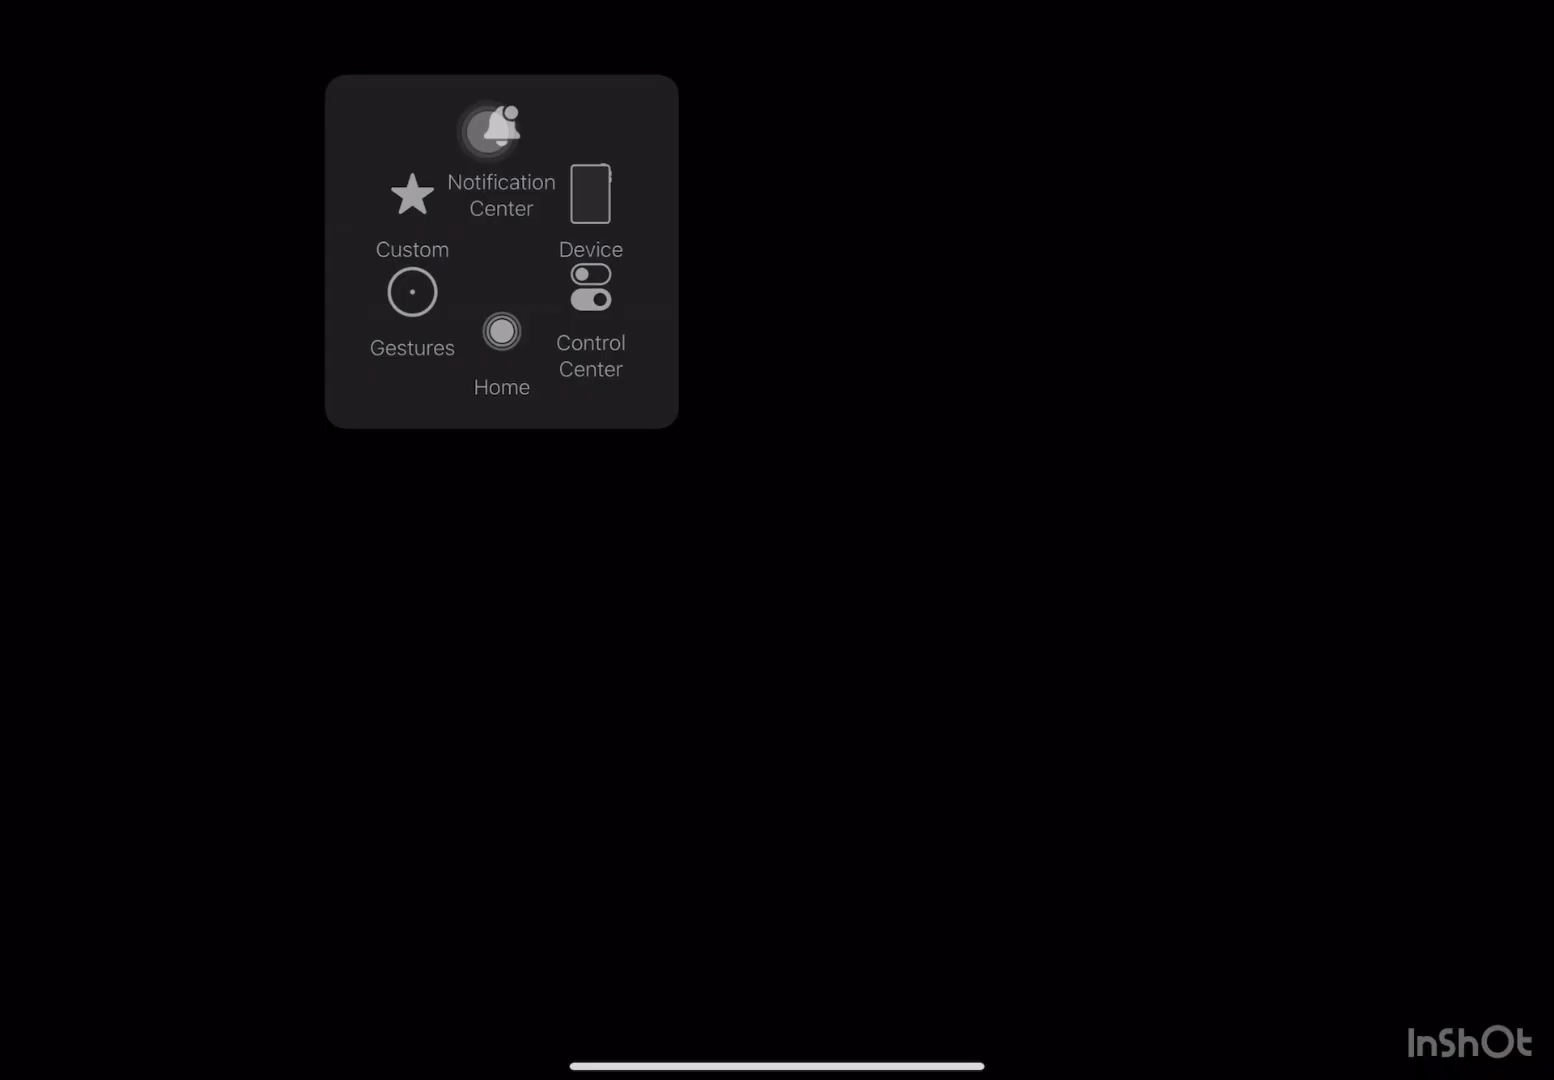 Notification
Center
Custom
Device
Gestures
Control
Center
Home
InShOt